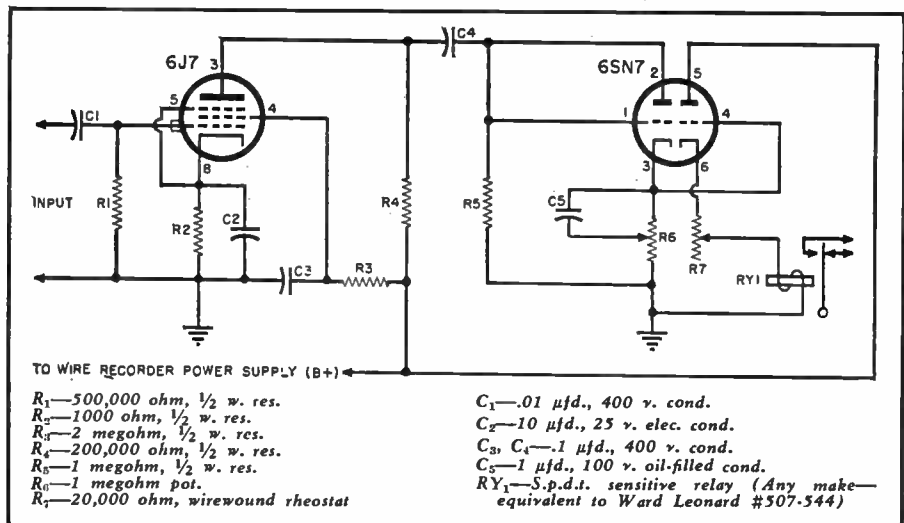 6J7
3
5
4
8
C1
INPUT
R1
R2
C2
C3
R3
R4
C4
R5
6SN7
2
5
1
4
3
6
C5
R6
R7
RY1
TO WIRE RECORDER POWER SUPPLY (B+)
R₁—500,000 ohm, ½ w. res.
R₂—1000 ohm, ½ w. res.
R₃—2 megohm, ½ w. res.
R₄—200,000 ohm, ½ w. res.
R₅—1 megohm, ½ w. res.
R₆—1 megohm pot.
R₇—20,000 ohm, wirewound rheostat
C₁—.01 μfd., 400 v. cond.
C₂—10 μfd., 25 v. elec. cond.
C₃, C₄—.1 μfd., 400 v. cond.
C₅—1 μfd., 100 v. oil-filled cond.
RY₁—S.p.d.t. sensitive relay (Any make—
equivalent to Ward Leonard #507-544)